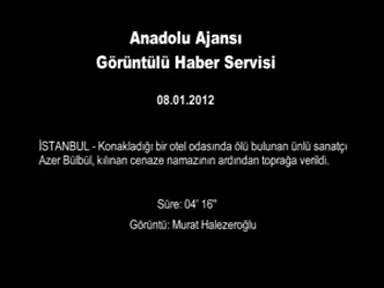 Anadolu Ajansı
Görüntülü Haber Servisi
08.01.2012
İSTANBUL - Konakladığı bir otel odasında ölü bulunan ünlü sanatçı
Azer Bülbül, kılınan cenaze namazının ardından toprağa verildi.
Süre: 04' 16"
Görüntü: Murat Halezeroğlu